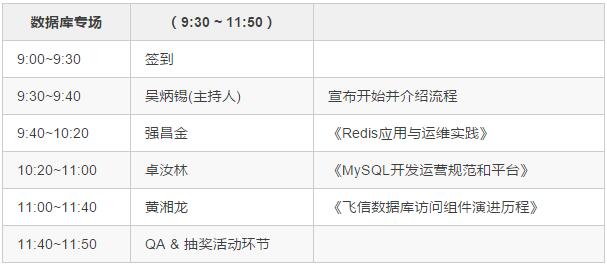 数据库专场 （ 9:30 ~ 11:50 ）
9:00~9:30 签到
9:30~9:40 吴炳锡(主持人) 宣布开始并介绍流程
9:40~10:20 强昌金 《Redis应用与运维实践》
10:20~11:00 卓汝林 《MySQL开发运营规范和平台》
11:00~11:40 黄湘龙 《飞信数据库访问组件演进历程》
11:40~11:50 QA & 抽奖活动环节